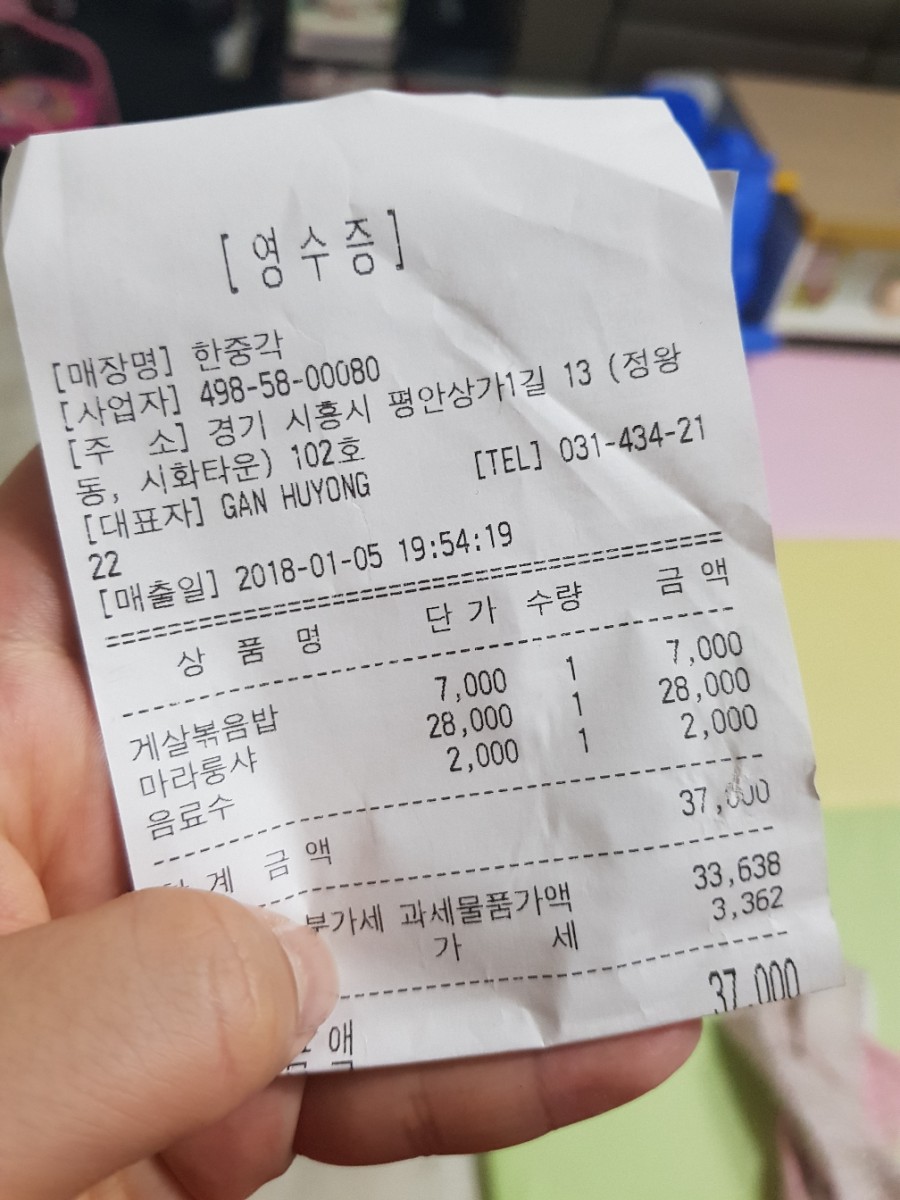 [영수증]
[매장명] 한중각
[사업자] 498-58-00080
[주 소] 경기 시흥시 평안상가1길 13 (정왕
동, 시화타운) 102호
[대표자] GAN HUYONG [TEL] 031-434-21
22
[매출일] 2018-01-05 19:54:19
상 품 명 단 가 수량 금 액
게살볶음밥 7,000 1 7,000
마라룽샤 28,000 1 28,000
음료수 2,000 1 2,000
계 금 액 37,000
부가세 과세물품가액 33,638
가 세 3,362
액 37,000